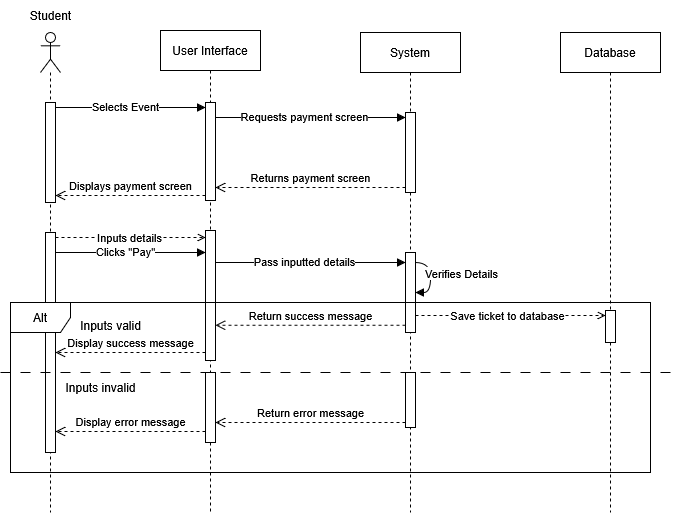 Student
User Interface
System
Database
Selects Event
Requests payment screen
Returns payment screen
Displays payment screen
Inputs details
Clicks "Pay"
Pass inputted details
Verifies Details
Alt
Inputs valid
Return success message
Save ticket to database
Display success message
Inputs invalid
Return error message
Display error message